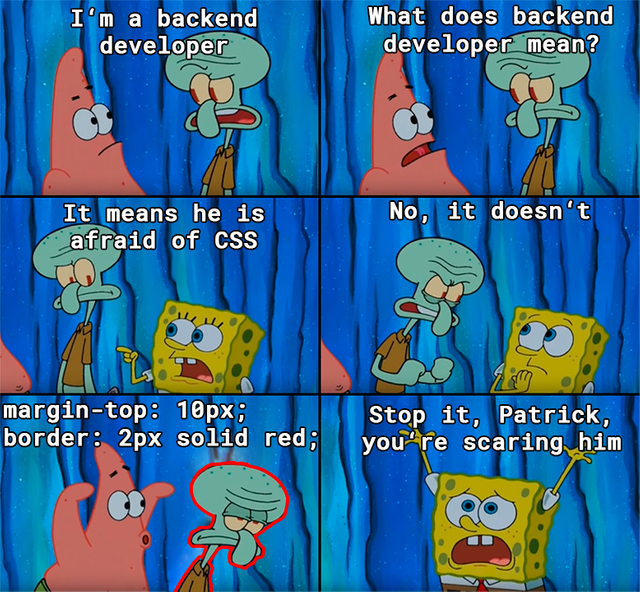 I'm a backend
developer
What does backend
developer mean?
It means he is
afraid of CSS
No, it doesn't
margin-top: 10px;
border: 2px solid red;
Stop it, Patrick,
you're scaring him